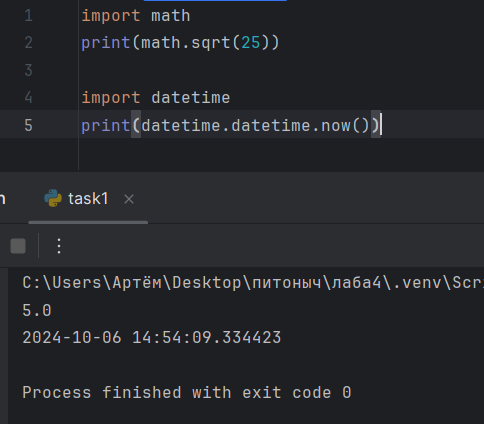 1 import math
2 print(math.sqrt(25))
3
4 import datetime
5 print(datetime.datetime.now())
task1
C:\Users\Артём\Desktop\питоныч\лаба4\.venv\Scri
5.0
2024-10-06 14:54:09.334423
Process finished with exit code 0